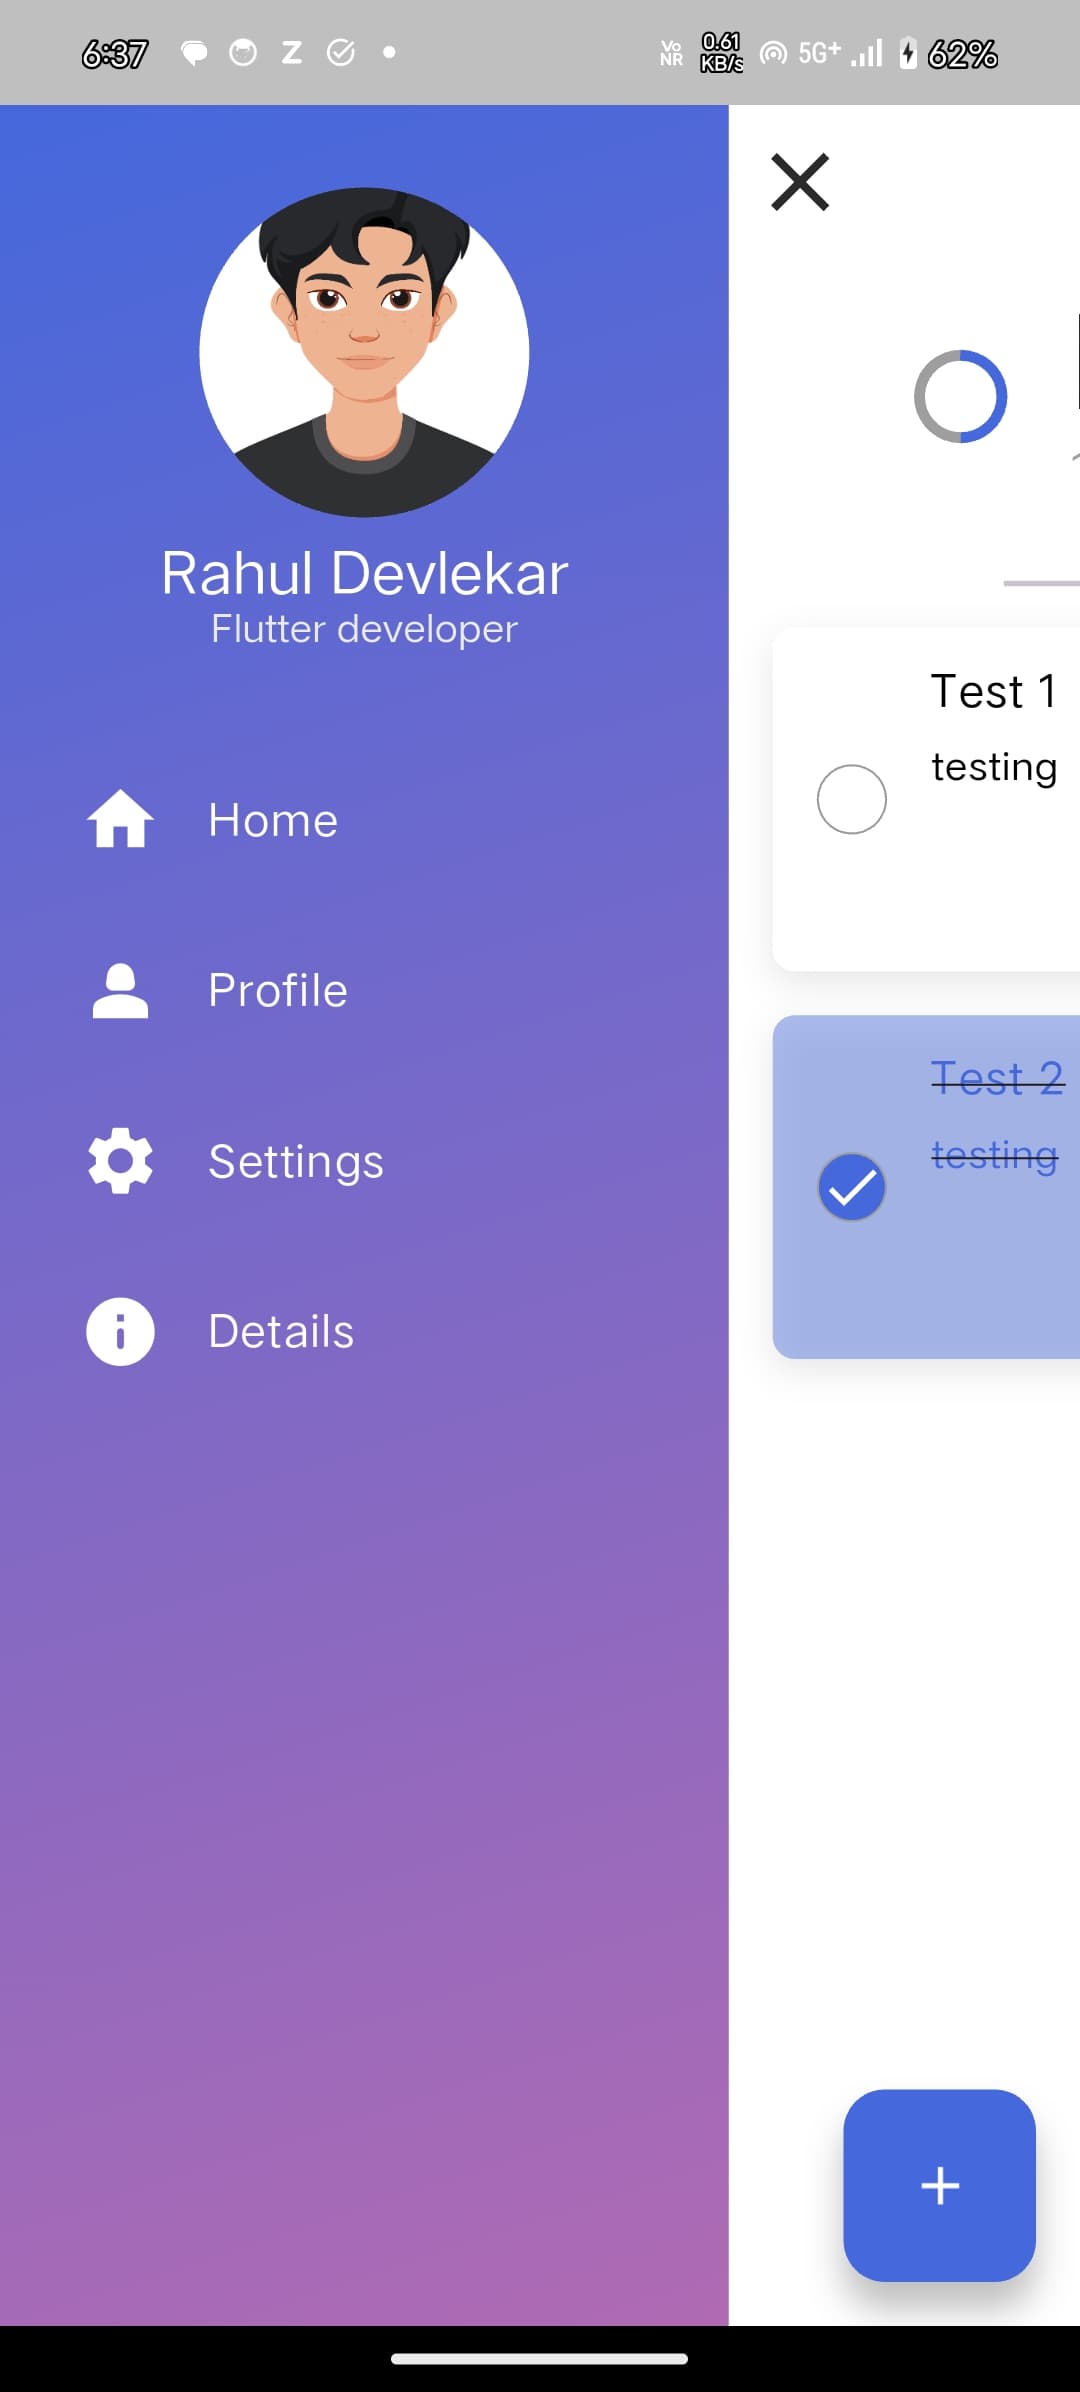 6:37 Z Vo NR 0.61 KB/s 5G+ 62%
Rahul Devlekar
Flutter developer
Home
Profile
Settings
Details
Test 1
testing
Test 2
testing